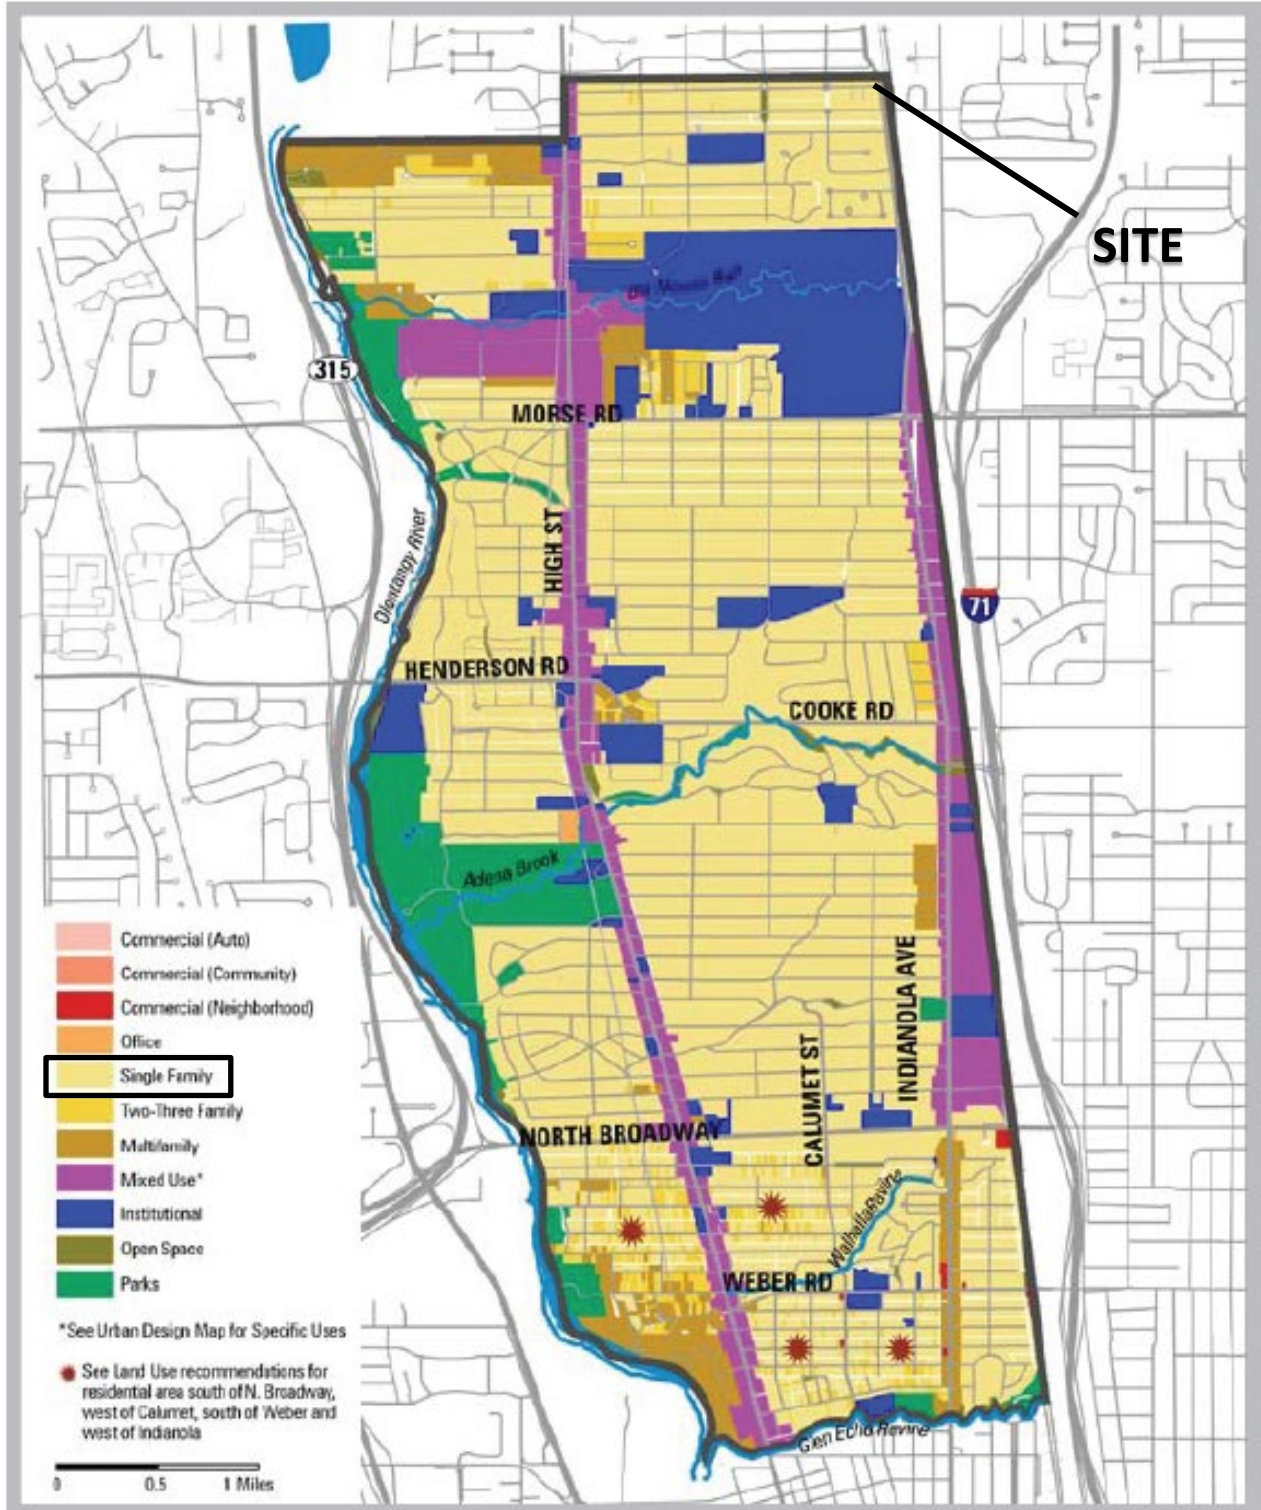 SITE
Old Morse Run
315
MORSE RD
HIGH ST
Olentangy River
71
HENDERSON RD
COOKE RD
Adena Brook
INDIANOLA AVE
CALUMET ST
NORTH BROADWAY
Walhalla Ravine
WEBER RD
Glen Echo Ravine
Commercial (Auto)
Commercial (Community)
Commercial (Neighborhood)
Office
Single Family
Two-Three Family
Multifamily
Mixed Use*
Institutional
Open Space
Parks
*See Urban Design Map for Specific Uses
See Land Use recommendations for
residential area south of N. Broadway,
west of Calumet, south of Weber and
west of Indianola
0 0.5 1 Miles